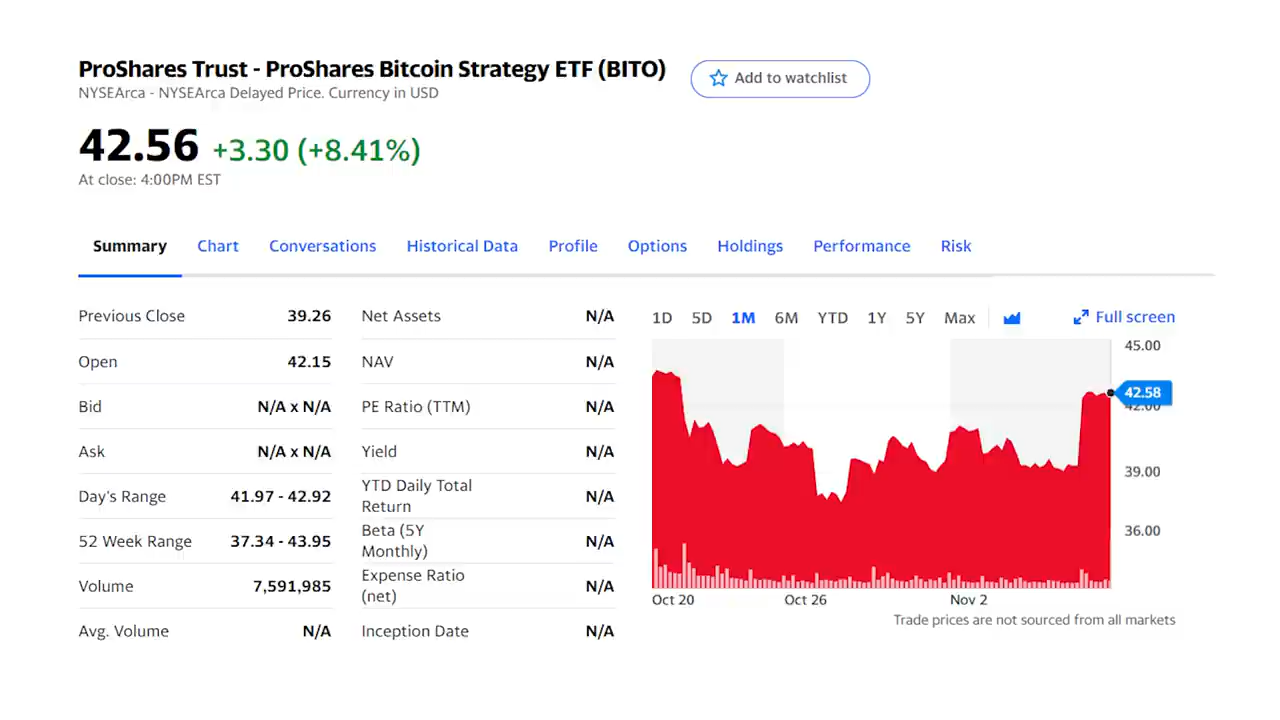 ProShares Trust - ProShares Bitcoin Strategy ETF (BITO)
Add to watchlist
NYSEArca - NYSEArca Delayed Price. Currency in USD
42.56 +3.30 (+8.41%)
At close: 4:00PM EST
Summary Chart Conversations Historical Data Profile Options Holdings Performance Risk
Previous Close 39.26
Open 42.15
Bid N/A x N/A
Ask N/A x N/A
Day's Range 41.97 - 42.92
52 Week Range 37.34 - 43.95
Volume 7,591,985
Avg. Volume N/A
Net Assets N/A
NAV N/A
PE Ratio (TTM) N/A
Yield N/A
YTD Daily Total
Return N/A
Beta (5Y
Monthly) N/A
Expense Ratio
(net) N/A
Inception Date N/A
1D 5D 1M 6M YTD 1Y 5Y Max Full screen
45.00
42.58
42.00
39.00
36.00
Oct 20 Oct 26 Nov 2
Trade prices are not sourced from all markets